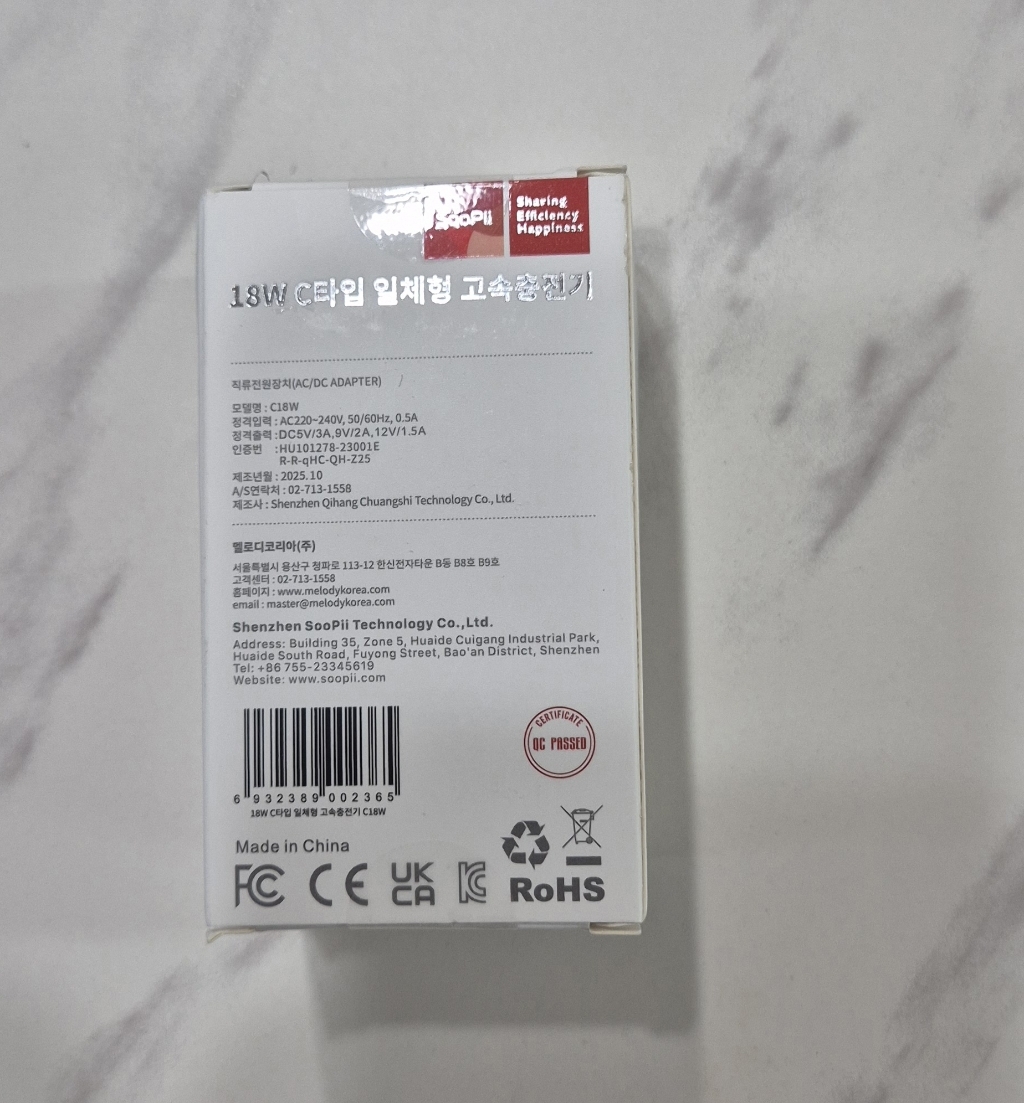 SooPii
Sharing
Efficiency
Happiness
18W C타입 일체형 고속충전기
직류전원장치(AC/DC ADAPTER)
모델명 : C18W
정격입력 : AC220~240V, 50/60Hz, 0.5A
정격출력 :DC5V/3A,9V/2A,12V/1.5A
인증번 :HU101278-23001E
R-R-qHC-QH-Z25
제조년월 : 2025.10
A/S연락처 : 02-713-1558
제조사 : Shenzhen Qihang Chuangshi Technology Co., Ltd.
멜로디코리아(주)
서울특별시 용산구 청파로 113-12 한신전자타운 B동 B8호 B9호
고객센터 : 02-713-1558
홈페이지 : www.melodykorea.com
email : master@melodykorea.com
Shenzhen SooPii Technology Co.,Ltd.
Address: Building 35, Zone 5, Huaide Cuigang Industrial Park,
Huaide South Road, Fuyong Street, Bao'an District, Shenzhen
Tel: +86 755-23345619
Website: www.soopii.com
6 932389 002365
18W C타입 일체형 고속충전기 C18W
CERTIFICATE
QC PASSED
Made in China
FC CE UK CA KC RoHS